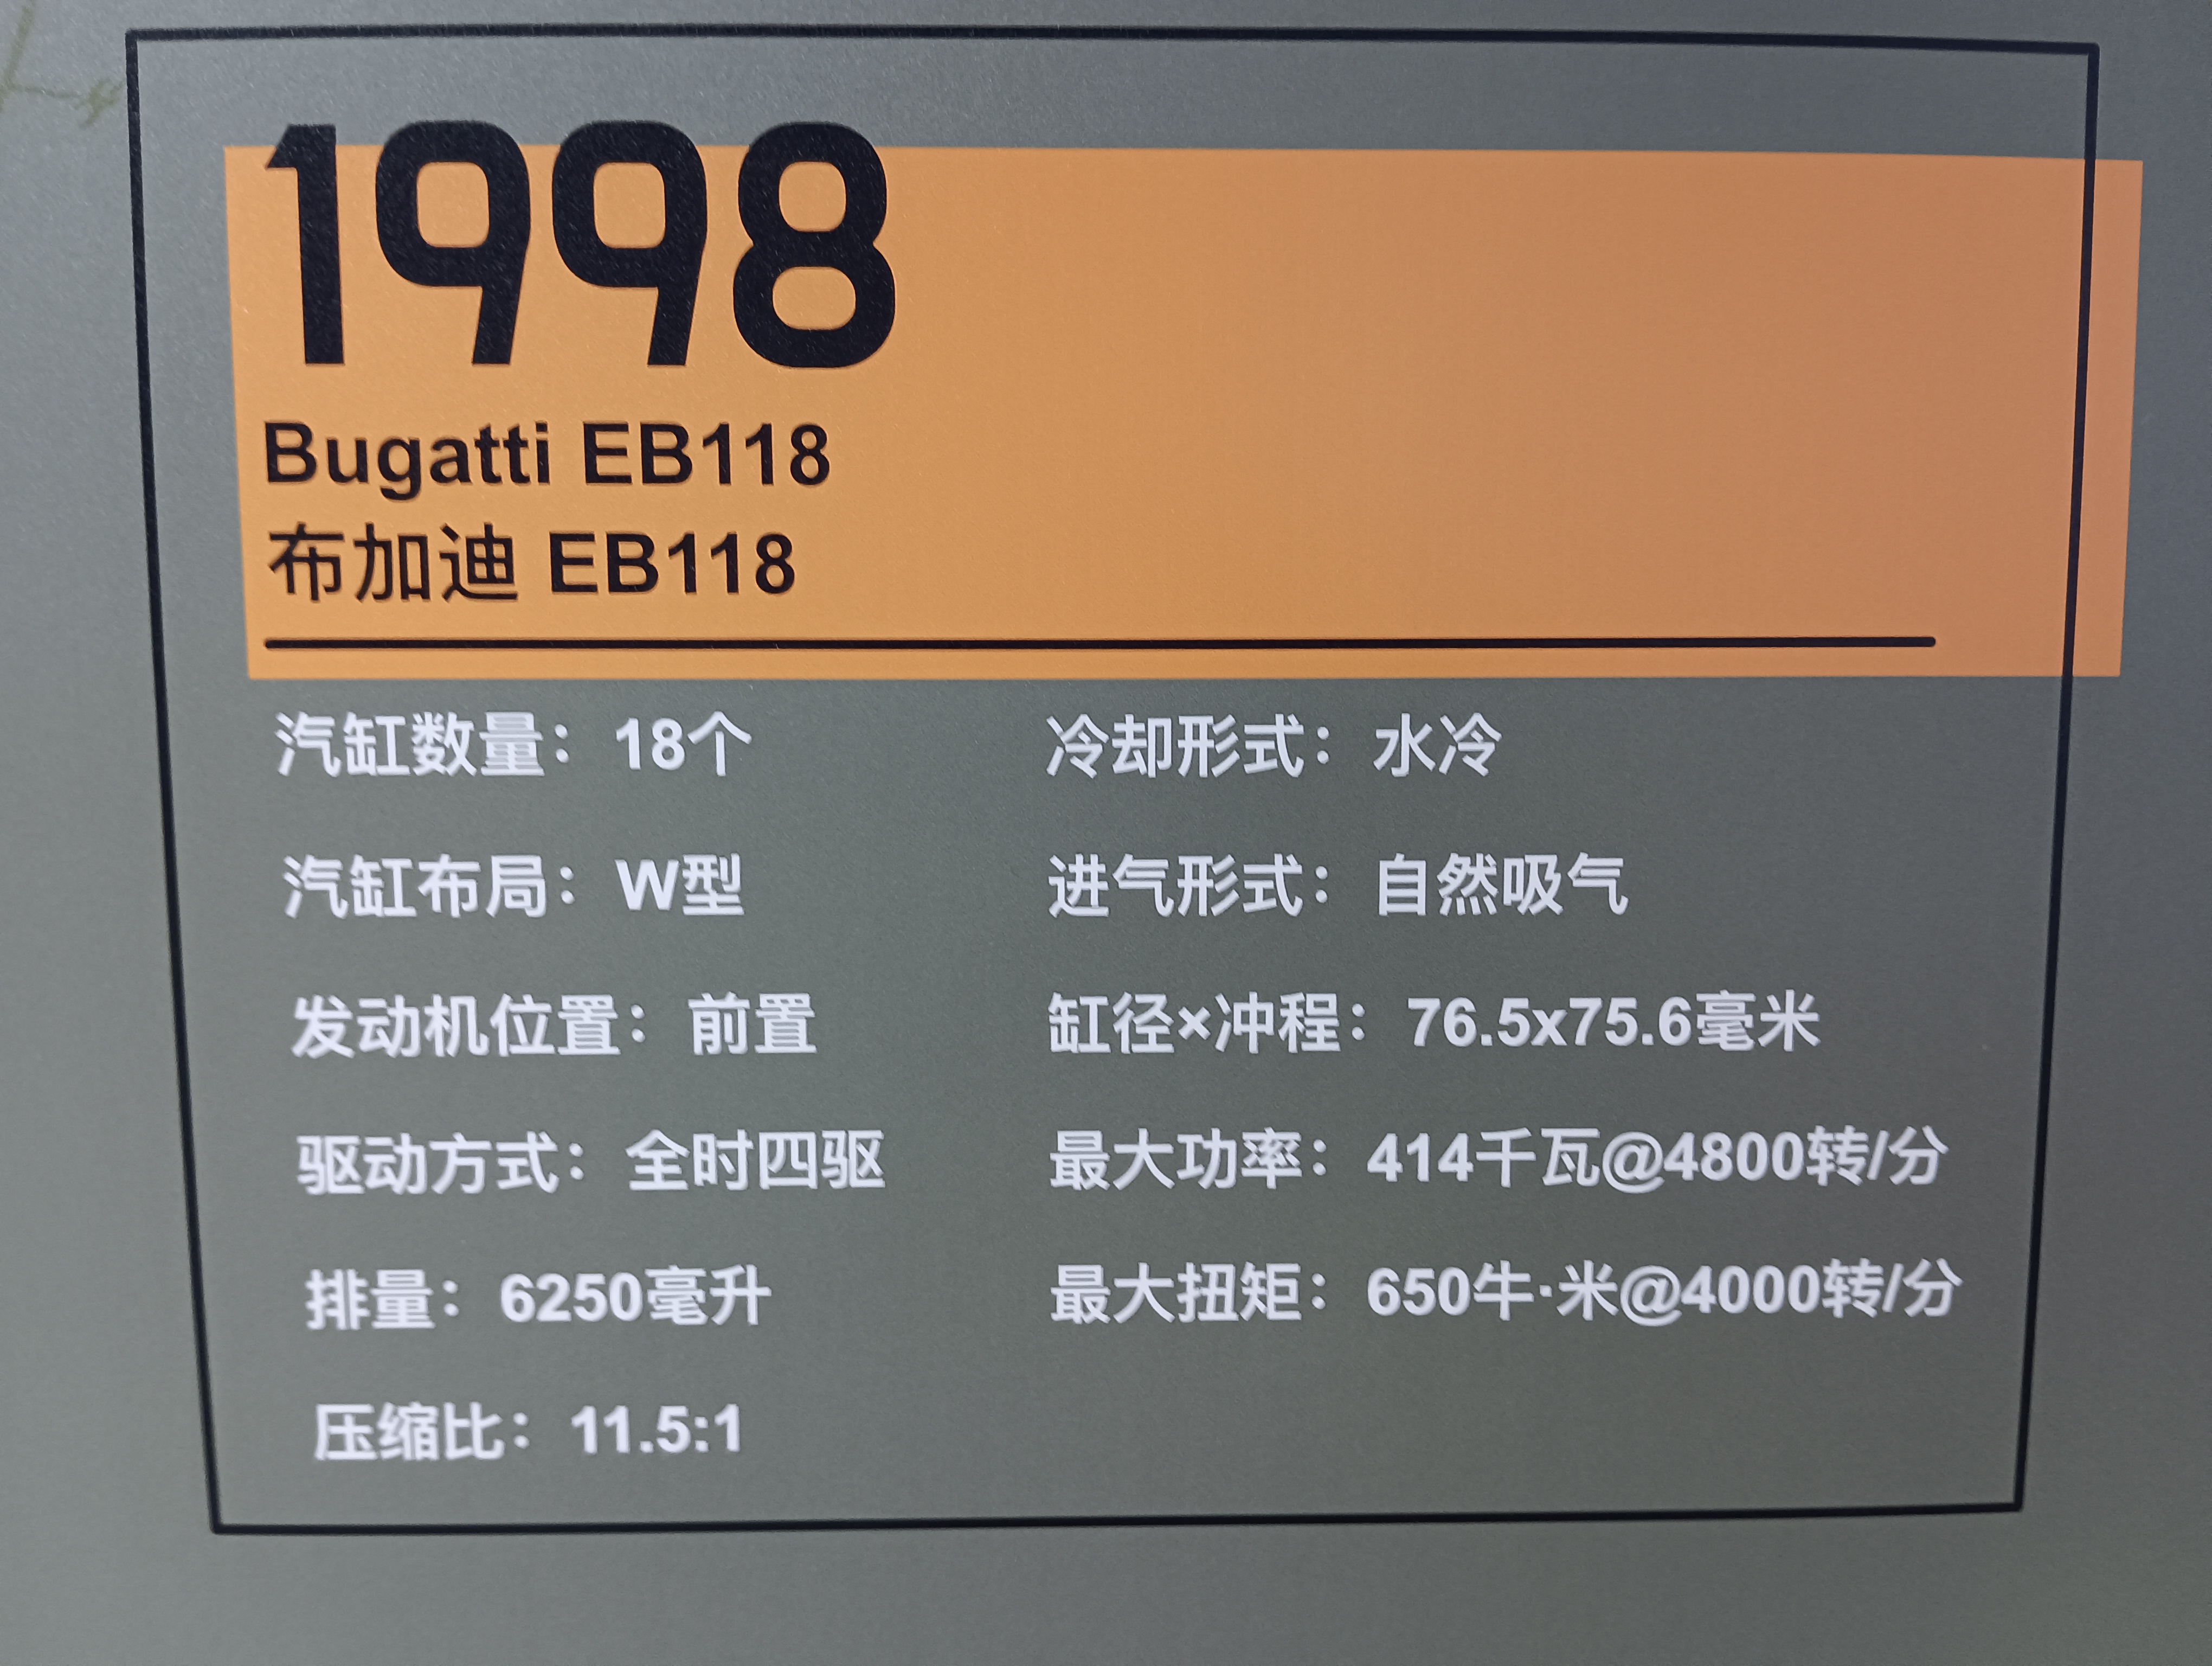 1998
Bugatti EB118
布加迪 EB118
汽缸数量：18个
汽缸布局：W型
发动机位置：前置
驱动方式：全时四驱
排量：6250毫升
压缩比：11.5:1
冷却形式：水冷
进气形式：自然吸气
缸径×冲程：76.5x75.6毫米
最大功率：414千瓦@4800转/分
最大扭矩：650牛·米@4000转/分